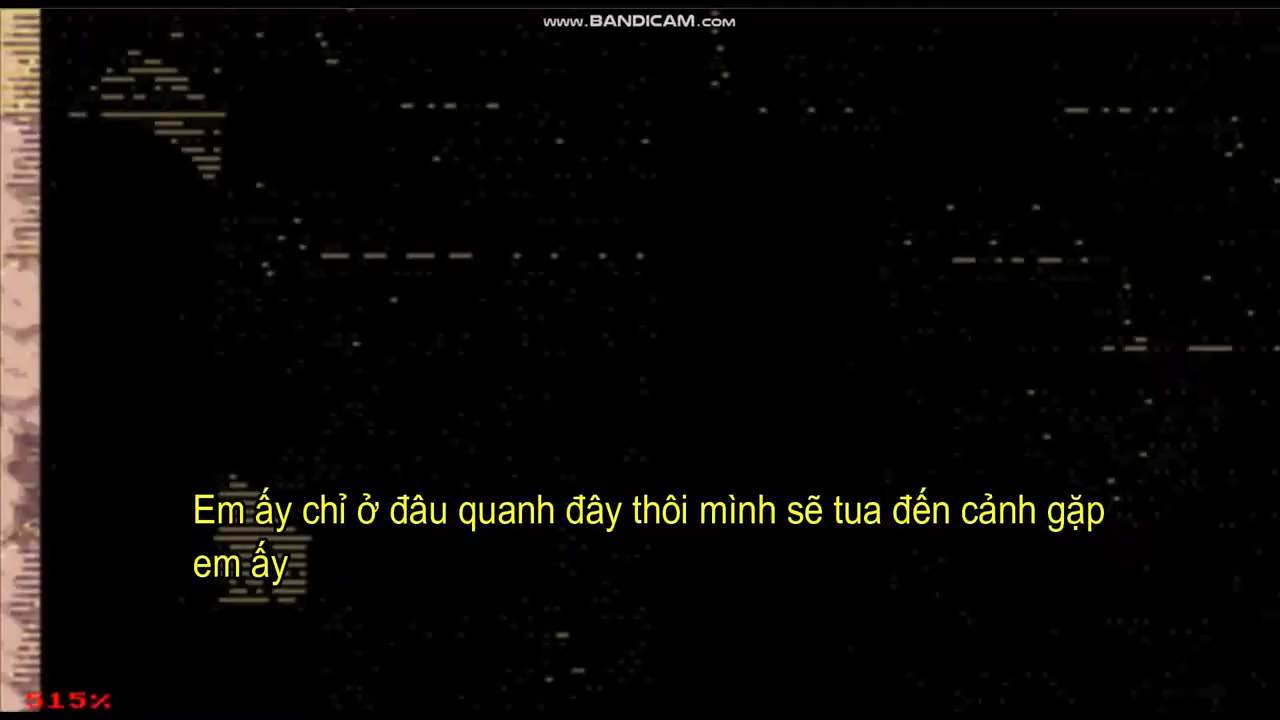 www.BANDICAM.com
Em ấy chỉ ở đâu quanh đây thôi mình sẽ tua đến cảnh gặp
em ấy
515%